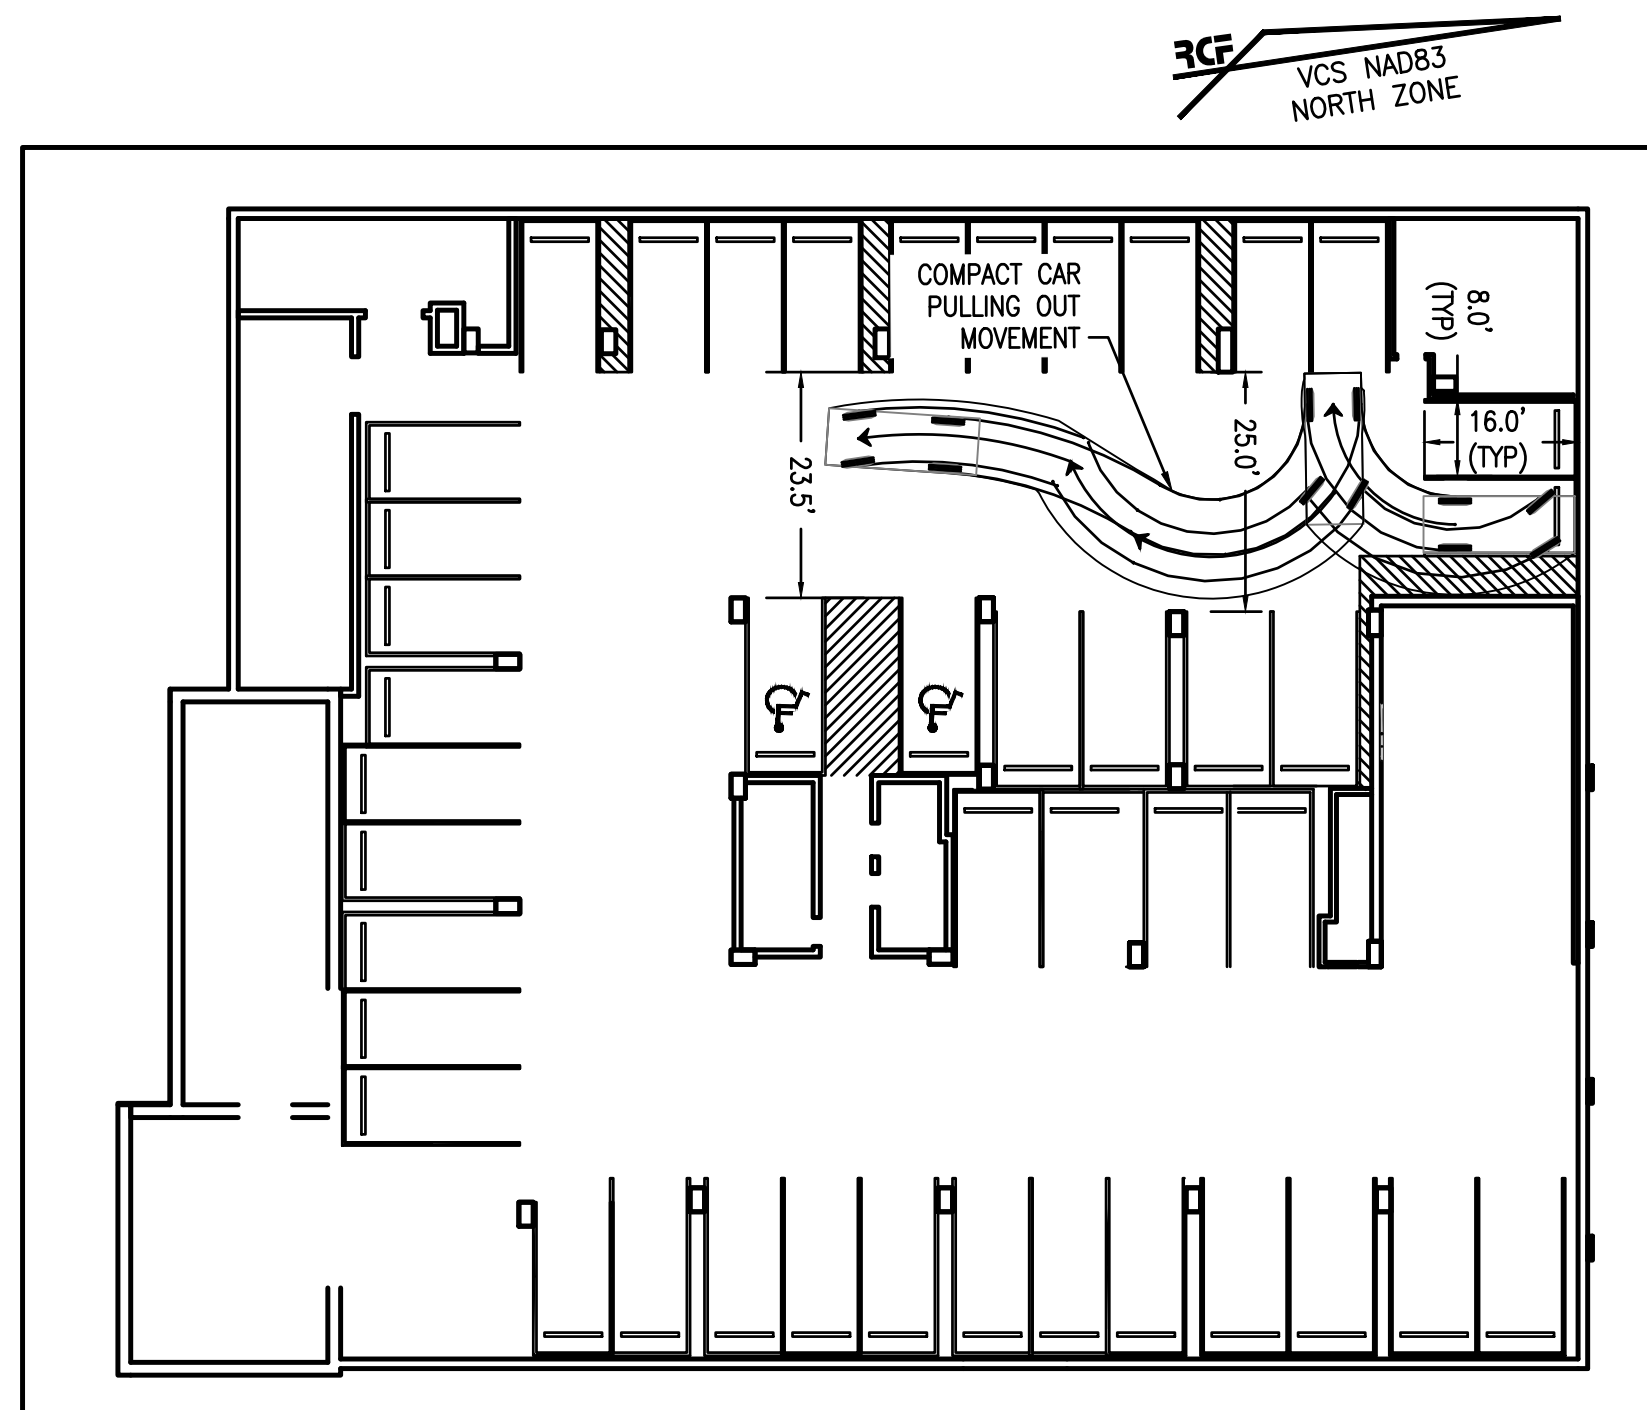 RCF
VCS NAD83
NORTH ZONE
COMPACT CAR
PULLING OUT
MOVEMENT
8.0'
(TYP)
16.0'
(TYP)
25.0'
23.5'